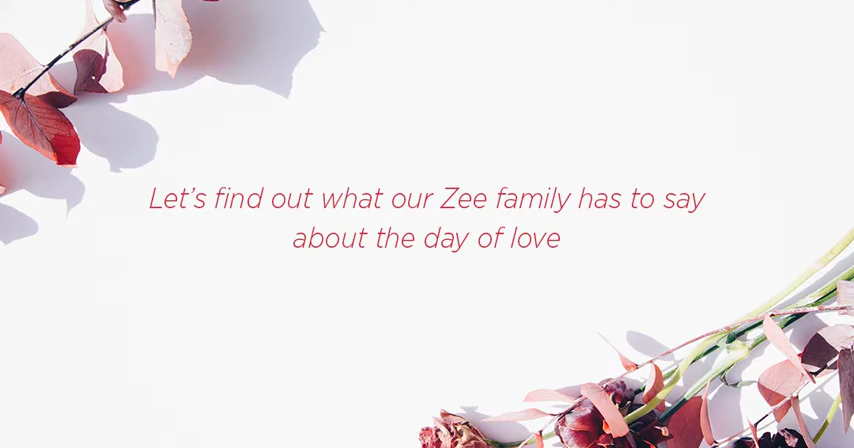 Let’s find out what our Zee family has to say
about the day of love